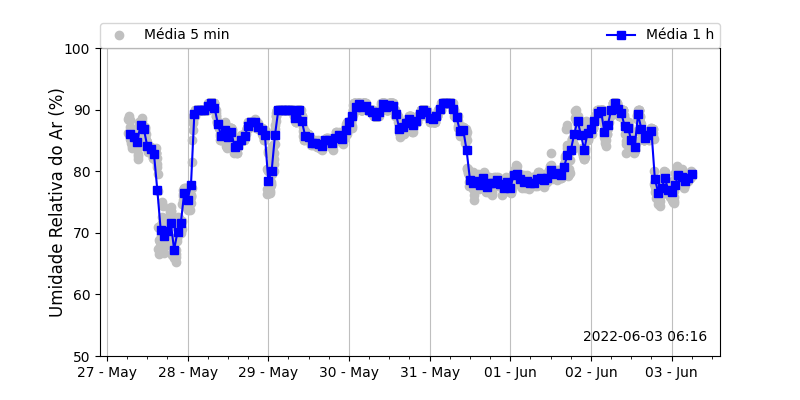 Média 5 min
Média 1 h
100
90
80
70
60
50
Umidade Relativa do Ar (%)
2022-06-03 06:16
27 - May
28 - May
29 - May
30 - May
31 - May
01 - Jun
02 - Jun
03 - Jun